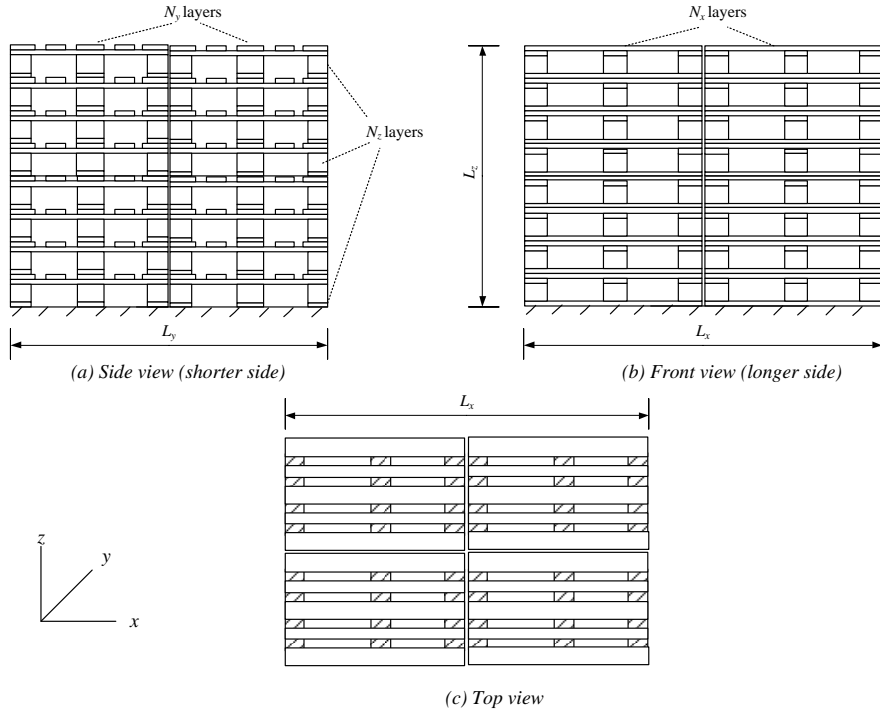 N_y layers
N_x layers
N_z layers
L_z
L_y
L_x
(a) Side view (shorter side)
(b) Front view (longer side)
L_x
z
y
x
(c) Top view